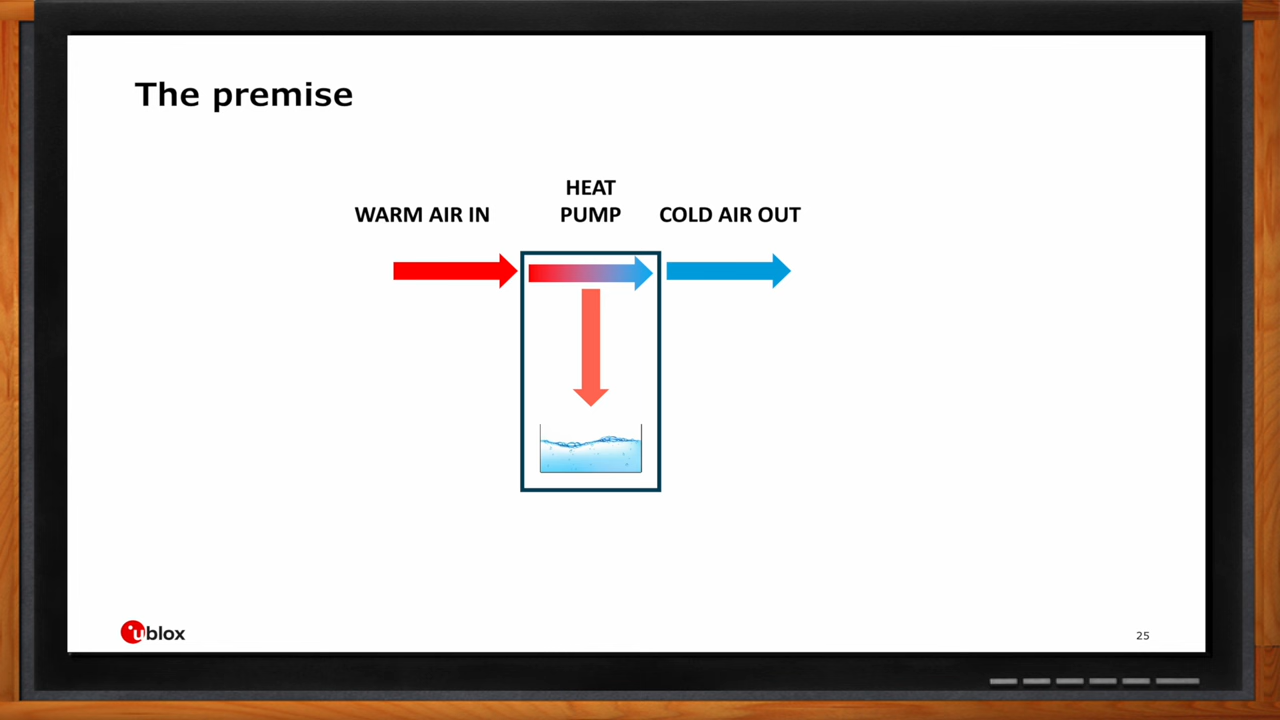 The premise
HEAT
PUMP
WARM AIR IN
COLD AIR OUT
ublox
25